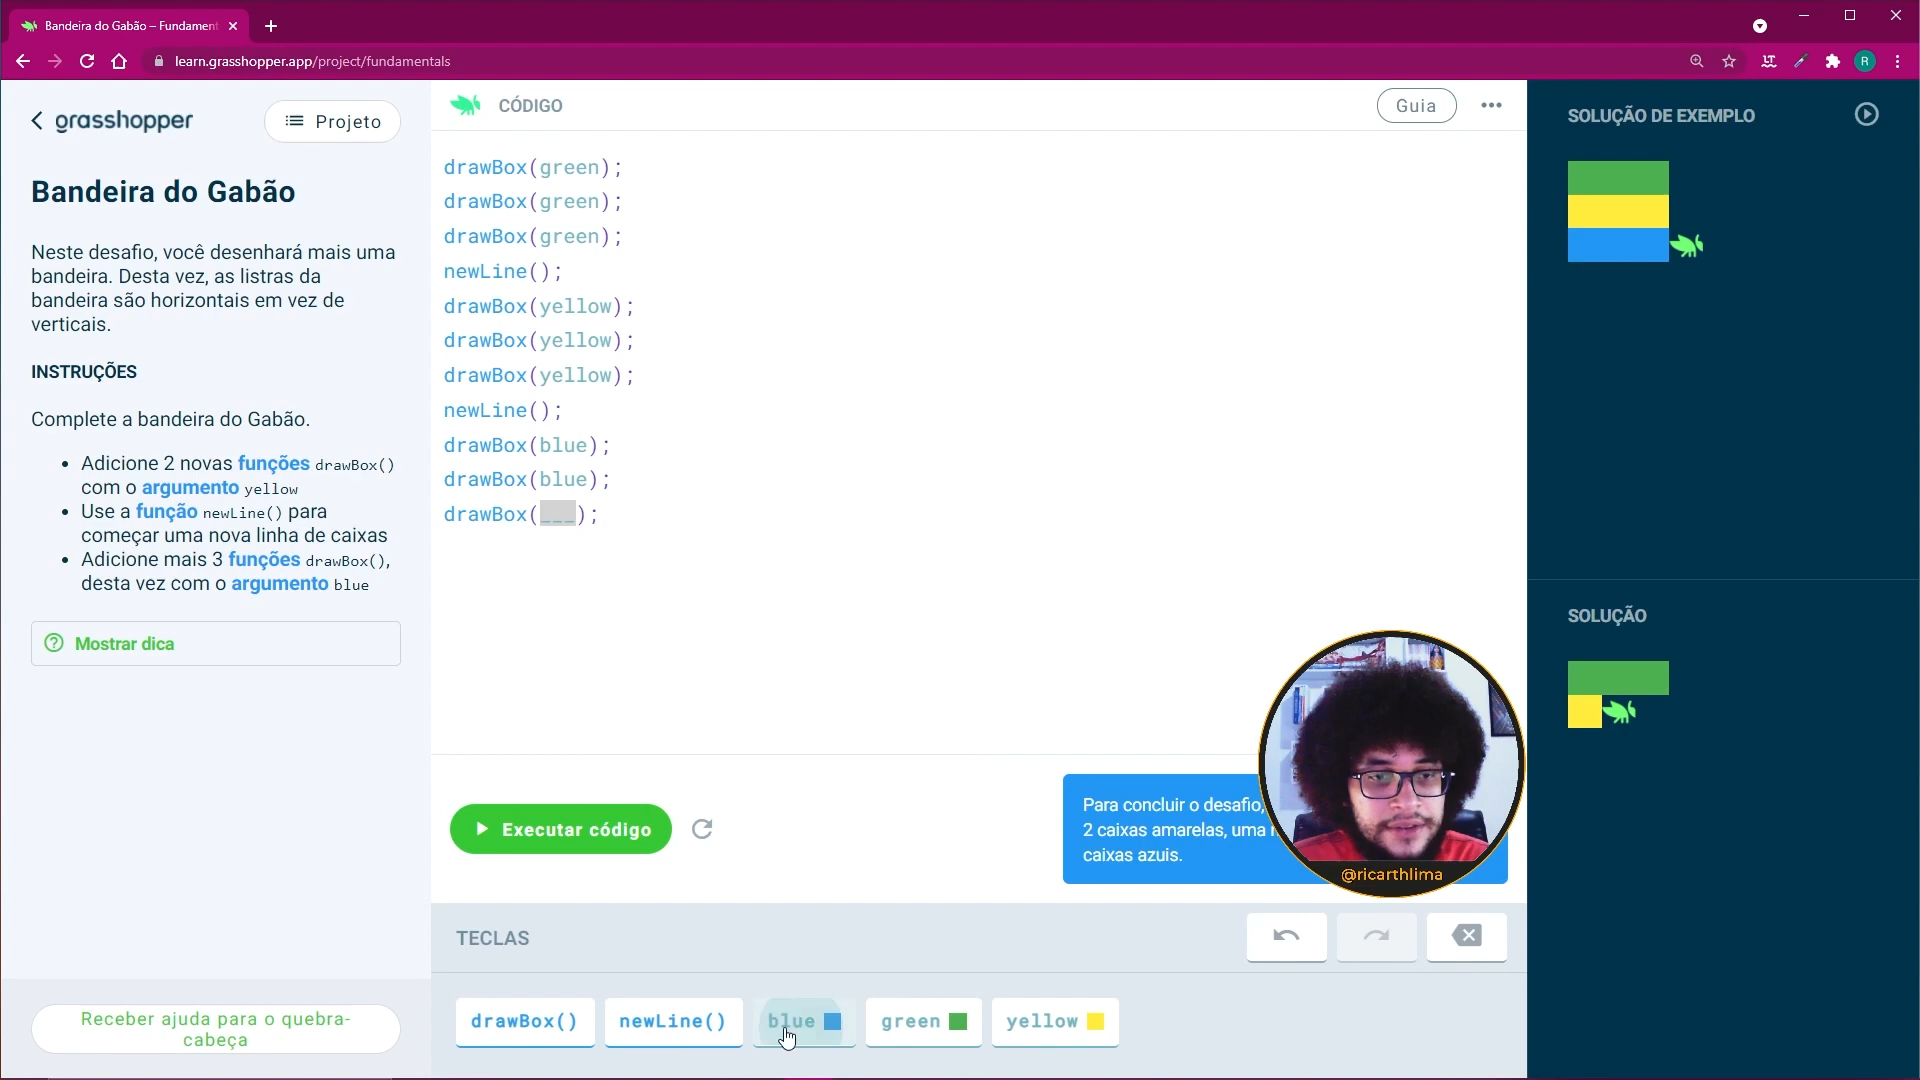 Bandeira do Gabão – Fundament
learn.grasshopper.app/project/fundamentals
R
grasshopper
Projeto
Bandeira do Gabão
Neste desafio, você desenhará mais uma
bandeira. Desta vez, as listras da
bandeira são horizontais em vez de
verticais.
INSTRUÇÕES
Complete a bandeira do Gabão.
• Adicione 2 novas funções drawBox()
com o argumento yellow
• Use a função newLine() para
começar uma nova linha de caixas
• Adicione mais 3 funções drawBox(),
desta vez com o argumento blue
Mostrar dica
Receber ajuda para o quebra-
cabeça
CÓDIGO
Guia
drawBox(green);
drawBox(green);
drawBox(green);
newLine();
drawBox(yellow);
drawBox(yellow);
drawBox(yellow);
newLine();
drawBox(blue);
drawBox(blue);
drawBox(___);
Executar código
Para concluir o desafio,
2 caixas amarelas, uma
caixas azuis.
@ricarthlima
TECLAS
drawBox()
newLine()
blue
green
yellow
SOLUÇÃO DE EXEMPLO
SOLUÇÃO